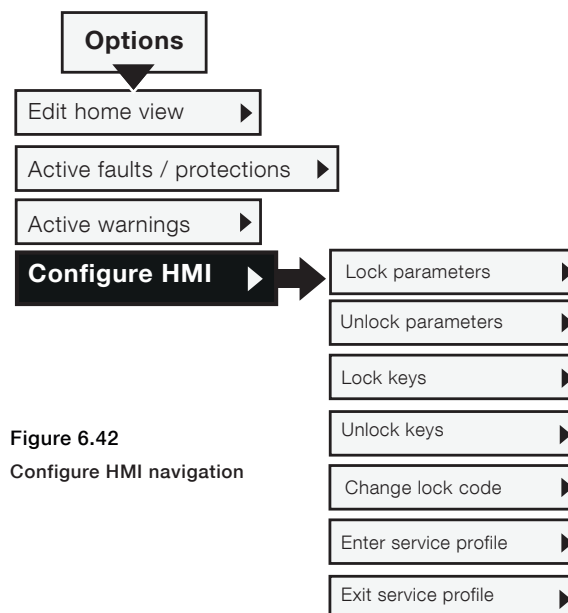 Options
Edit home view
Active faults / protections
Active warnings
Configure HMI
Lock parameters
Unlock parameters
Lock keys
Unlock keys
Change lock code
Enter service profile
Exit service profile
Figure 6.42
Configure HMI navigation